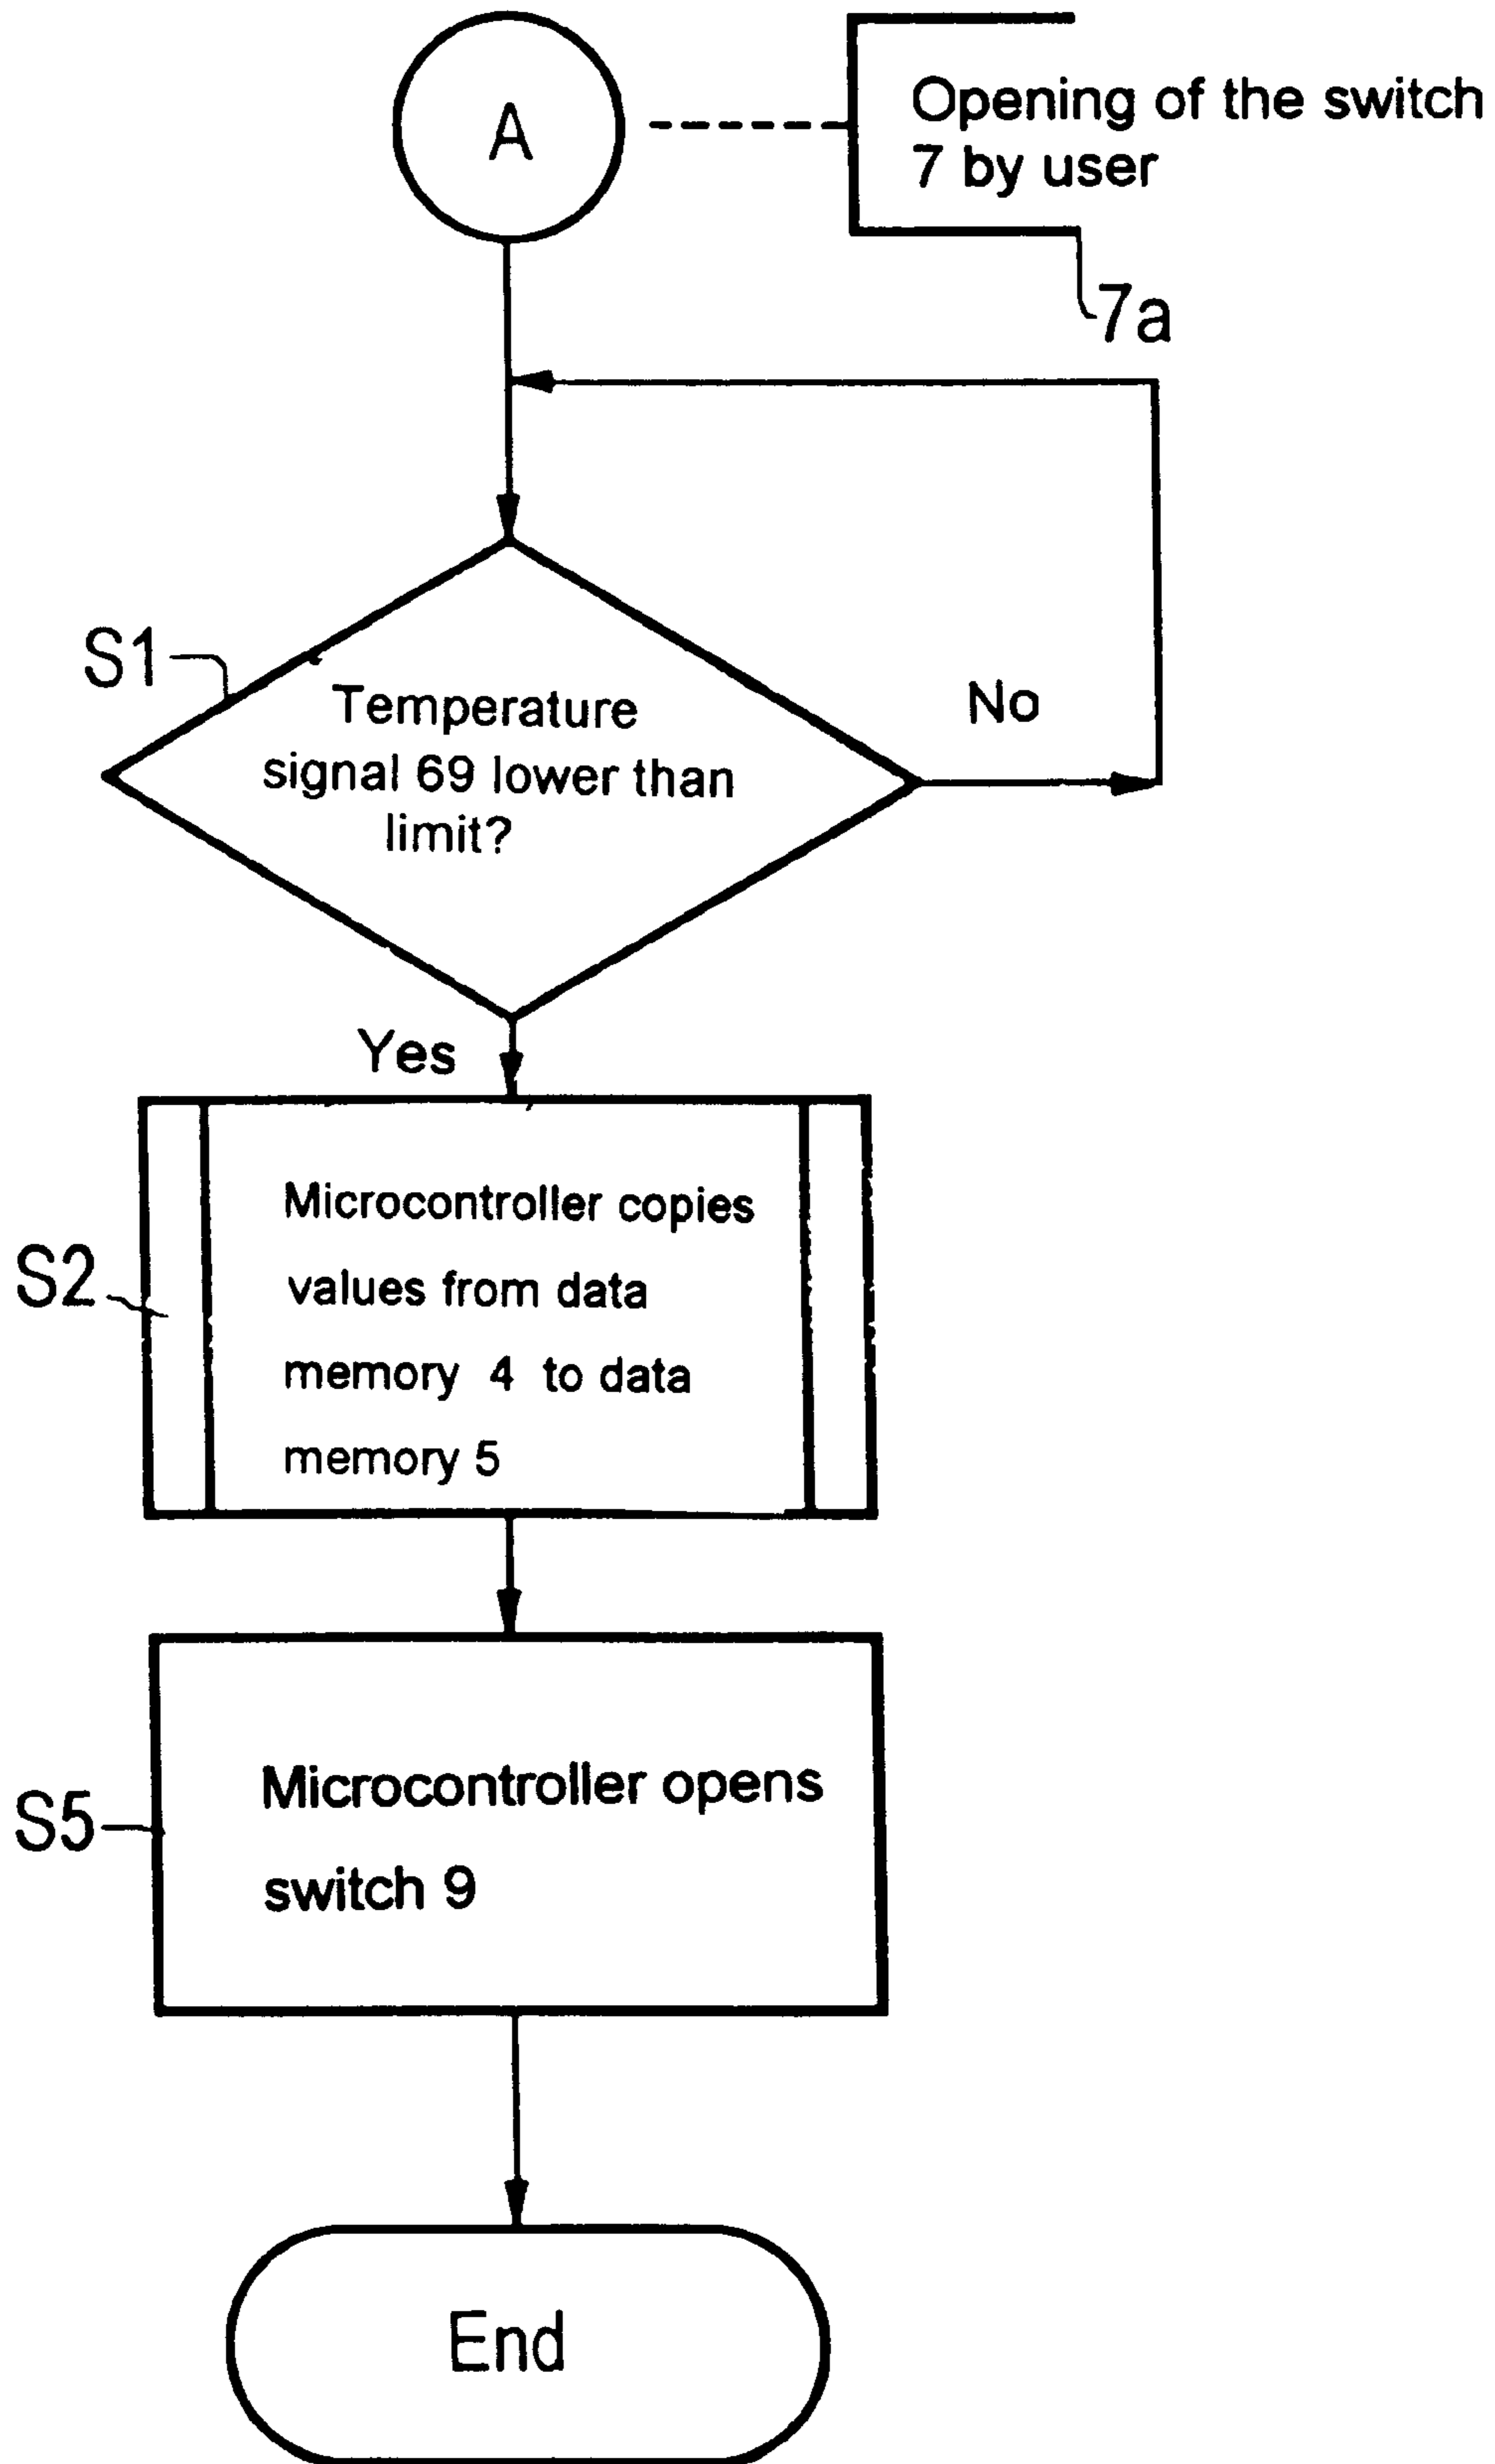 A
Opening of the switch
7 by user
7a
S1
Temperature
signal 69 lower than
limit?
No
Yes
S2
Microcontroller copies
values from data
memory 4 to data
memory 5
S5
Microcontroller opens
switch 9
End